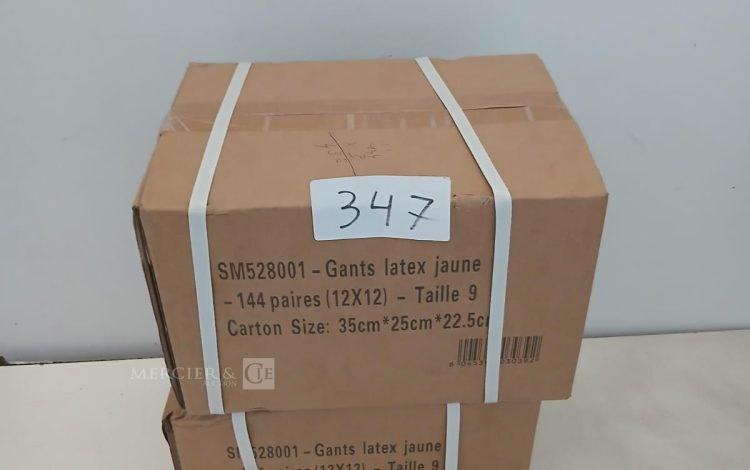 347
SM528001 - Gants latex jaune
- 144 paires (12X12) - Taille 9
Carton Size: 35cm*25cm*22.5c
MERCIER & CIE
AUCTION
SM528001 - Gants latex jaune
paires (12X12) - Taille 9